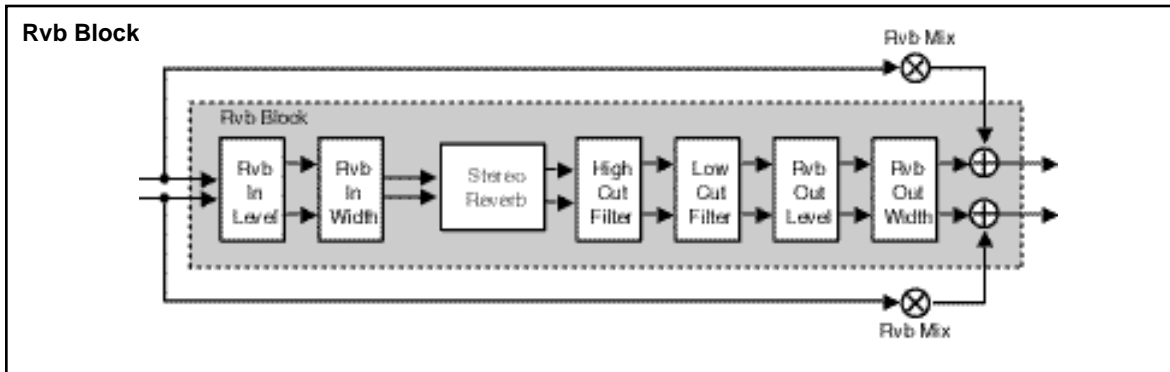 Rvb Block
Rvb Mix
Rvb Block
Rvb
In
Level
Rvb
In
Width
Stereo
Reverb
High
Cut
Filter
Low
Cut
Filter
Rvb
Out
Level
Rvb
Out
Width
Rvb Mix